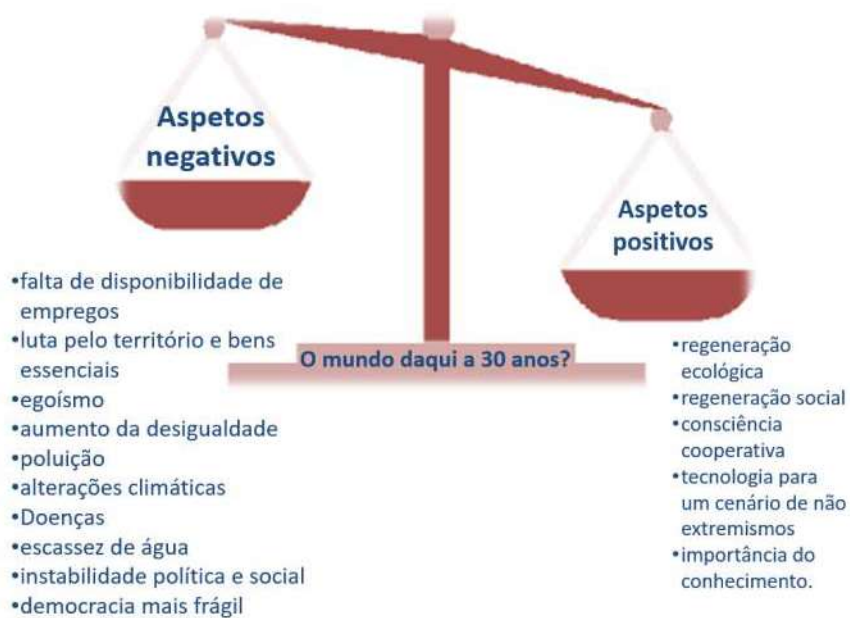 Aspetos
negativos
Aspetos
positivos
•falta de disponibilidade de
empregos
•luta pelo território e bens
essenciais
•egoísmo
•aumento da desigualdade
•poluição
•alterações climáticas
•Doenças
•escassez de água
•instabilidade política e social
•democracia mais frágil
O mundo daqui a 30 anos?
•regeneração
ecológica
•regeneração social
•consciência
cooperativa
•tecnologia para
um cenário de não
extremismos
•importância do
conhecimento.